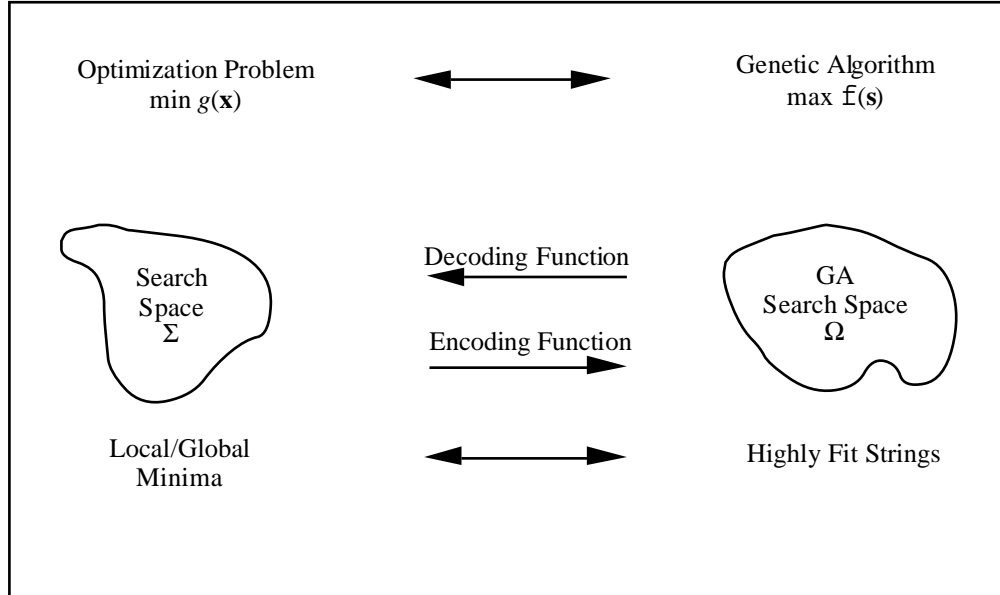 Optimization Problem
min g(x)
Genetic Algorithm
max f(s)
Search
Space
Σ
Decoding Function
Encoding Function
GA
Search Space
Ω
Local/Global
Minima
Highly Fit Strings